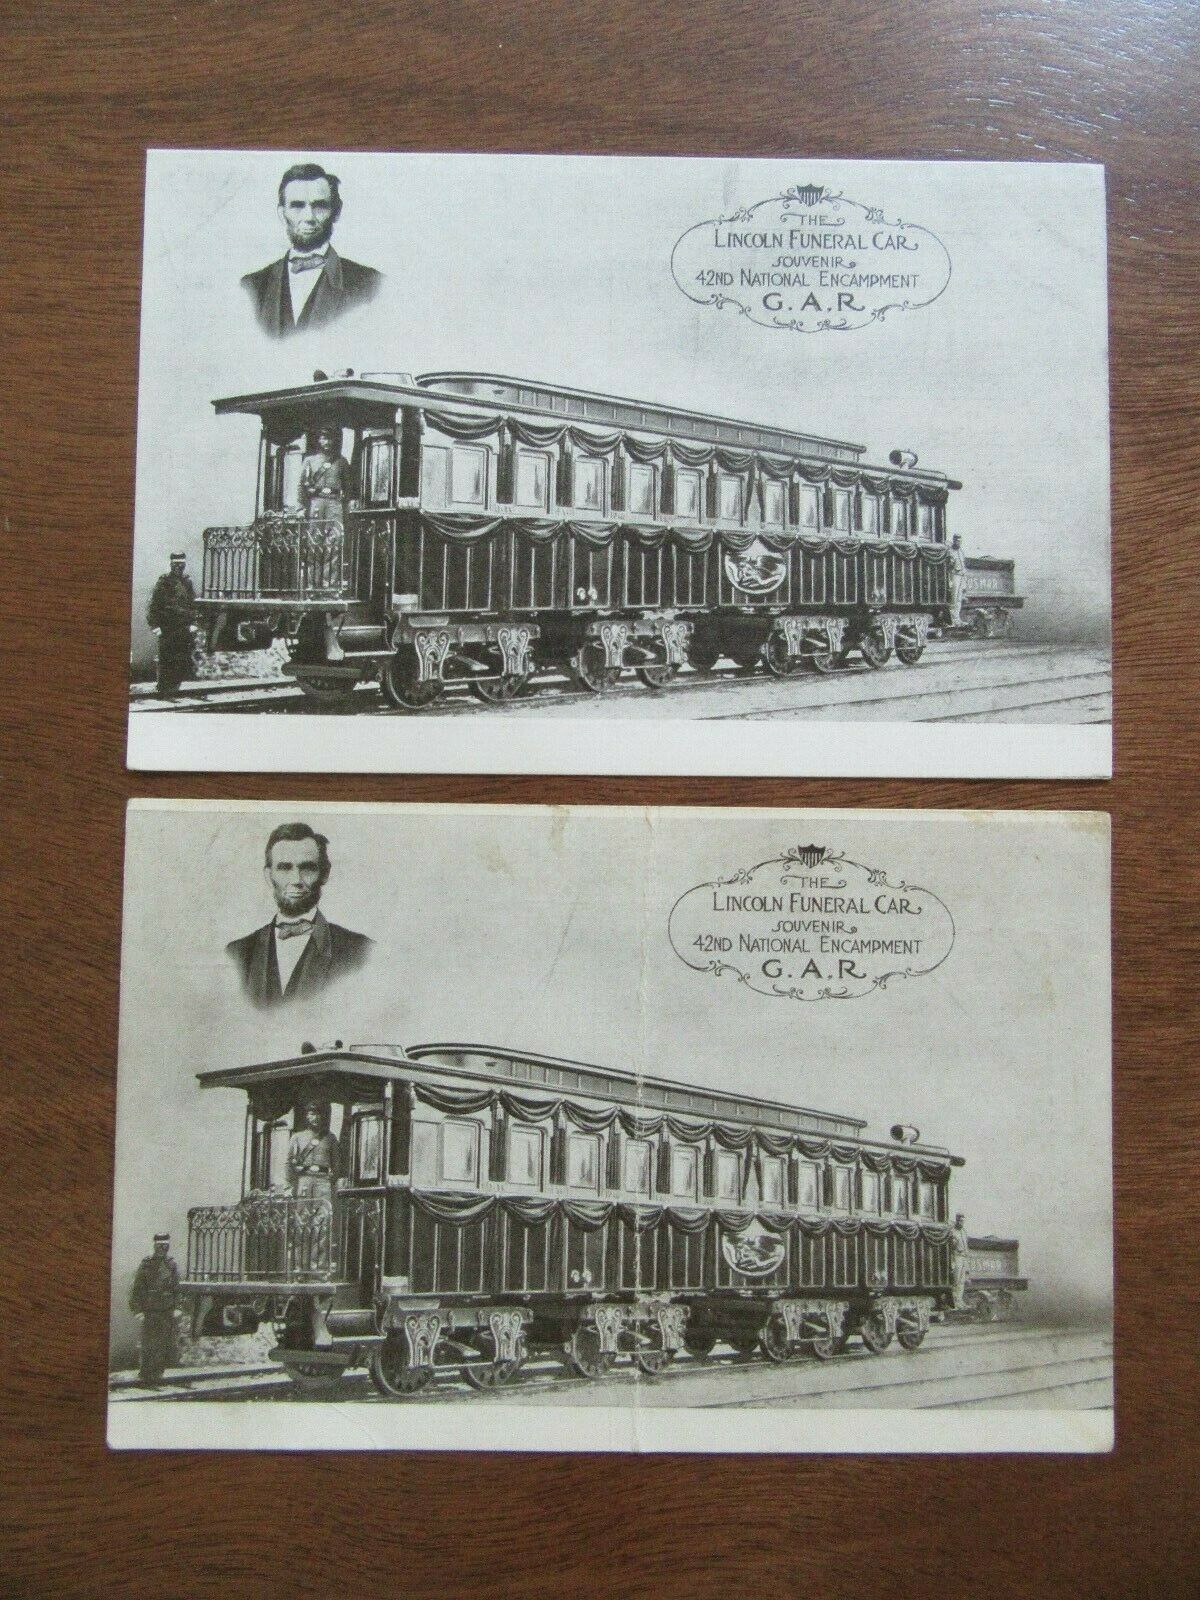 THE
LINCOLN FUNERAL CAR
SOUVENIR
42ND NATIONAL ENCAMPMENT
G.A.R.
THE
LINCOLN FUNERAL CAR
SOUVENIR
42ND NATIONAL ENCAMPMENT
G.A.R.